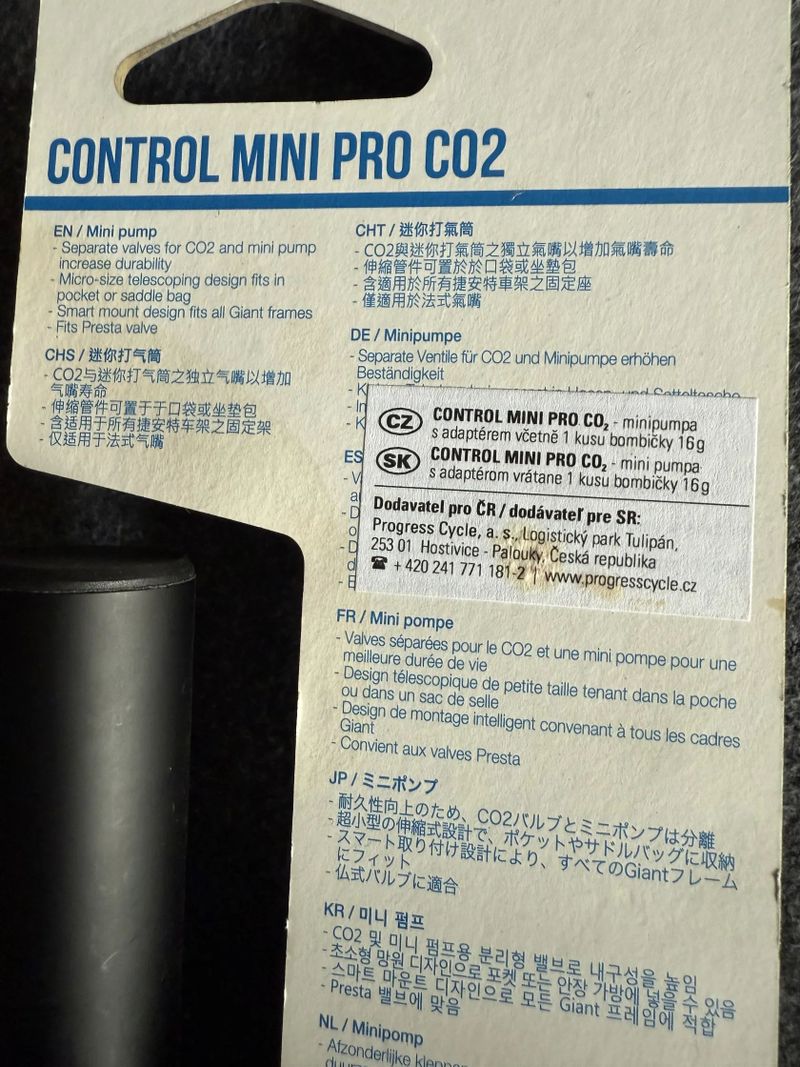 CONTROL MINI PRO CO2
EN / Mini pump
- Separate valves for CO2 and mini pump
increase durability
- Micro-size telescoping design fits in
pocket or saddle bag
- Smart mount design fits all Giant frames
- Fits Presta valve
CHS / 迷你打气筒
- CO2与迷你打气筒之独立气嘴以增加
气嘴寿命
- 伸缩管件可置于于口袋或坐垫包
- 含适用于所有捷安特车架之固定架
- 仅适用于法式气嘴
CHT / 迷你打氣筒
- CO2與迷你打氣筒之獨立氣嘴以增加氣嘴壽命
- 伸縮管件可置於於口袋或坐墊包
- 含適用於所有捷安特車架之固定座
- 僅適用於法式氣嘴
DE / Minipumpe
- Separate Ventile für CO2 und Minipumpe erhöhen
Beständigkeit
ES
CZ CONTROL MINI PRO CO₂ - minipumpa
s adaptérem včetně 1 kusu bombičky 16g
SK CONTROL MINI PRO CO₂ - mini pumpa
s adaptérom vrátane 1 kusu bombičky 16g
Dodavatel pro ČR / dodávateľ pre SR:
Progress Cycle, a. s., Logistický park Tulipán,
253 01 Hostivice - Palouky, Česká republika
☎ + 420 241 771 181-2 | www.progresscycle.cz
FR / Mini pompe
- Valves séparées pour le CO2 et une mini pompe pour une
meilleure durée de vie
- Design télescopique de petite taille tenant dans la poche
ou dans un sac de selle
- Design de montage intelligent convenant à tous les cadres
Giant
- Convient aux valves Presta
JP / ミニポンプ
- 耐久性向上のため、CO2バルブとミニポンプは分離
- 超小型の伸縮式設計で、ポケットやサドルバッグに収納
- スマート取り付け設計により、すべてのGiantフレーム
にフィット
- 仏式バルブに適合
KR / 미니 펌프
- CO2 및 미니 펌프용 분리형 밸브로 내구성을 높임
- 초소형 망원 디자인으로 포켓 또는 안장 가방에 넣을 수 있음
- 스마트 마운트 디자인으로 모든 Giant 프레임에 적합
- Presta 밸브에 맞음
NL / Minipomp
- Afzonderlijke